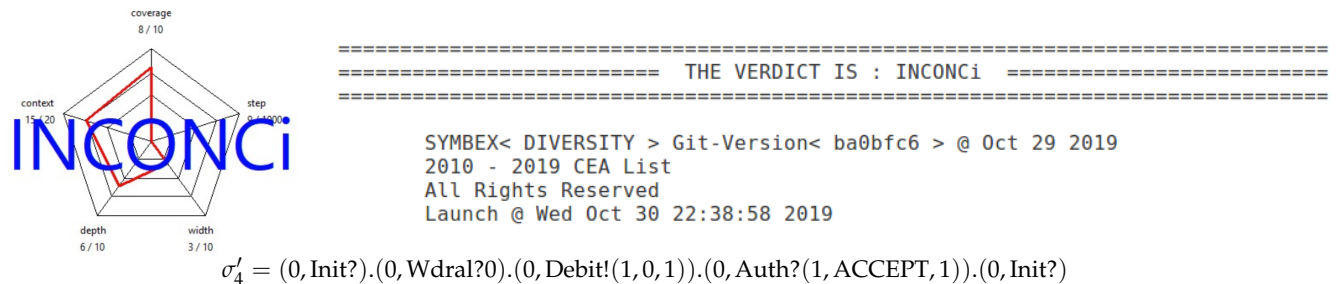 coverage
8 / 10
context
15 / 20
step
9 / 1000
INCONCi
depth
6 / 10
width
3 / 10
================================================================================
========================== THE VERDICT IS : INCONCi ==========================
================================================================================
SYMBEX< DIVERSITY > Git-Version< ba0bfc6 > @ Oct 29 2019
2010 - 2019 CEA List
All Rights Reserved
Launch @ Wed Oct 30 22:38:58 2019
σ′₄ = (0, Init?).(0, Wdral?0).(0, Debit!(1, 0, 1)).(0, Auth?(1, ACCEPT, 1)).(0, Init?)